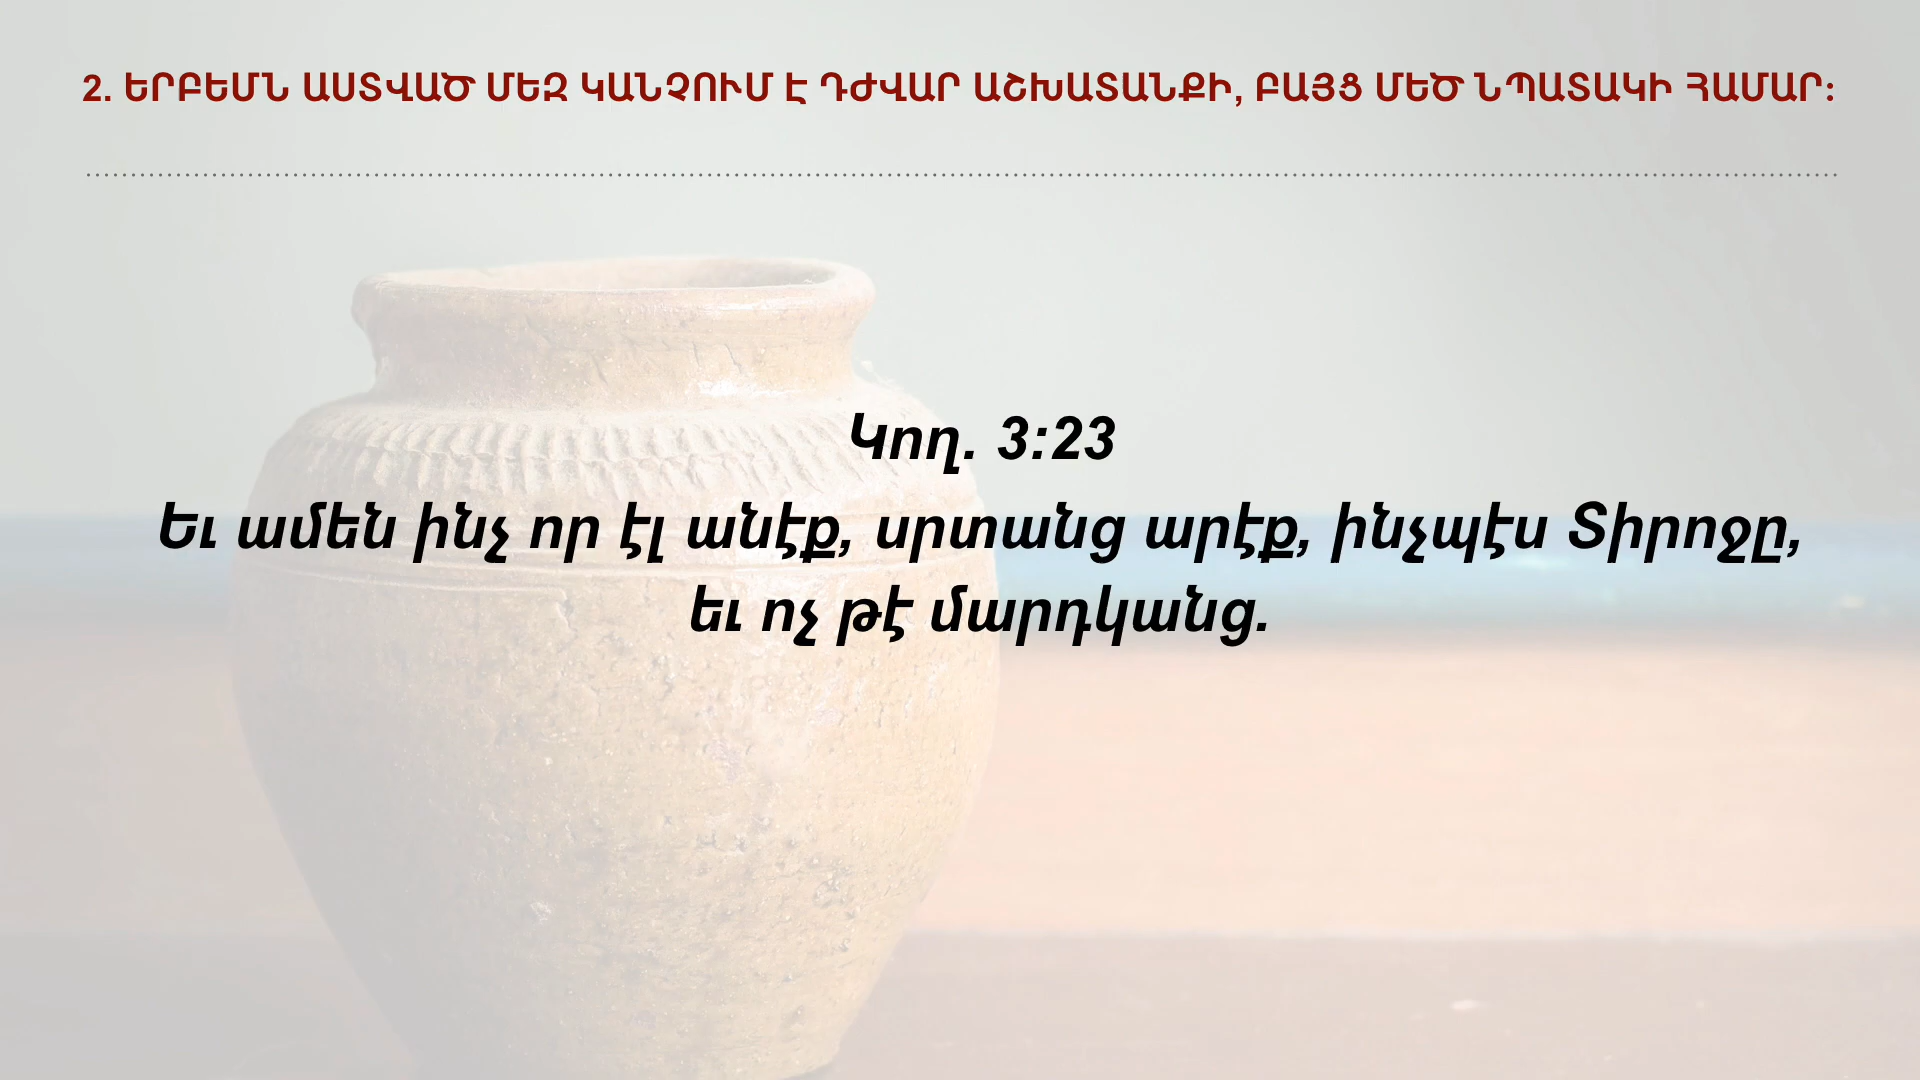 2. ԵՐԲԵՄՆ ԱՍՏՎԱԾ ՄԵԶ ԿԱՆՉՈՒՄ Է ԴԺՎԱՐ ԱՇԽԱՏԱՆՔԻ, ԲԱՅՑ ՄԵԾ ՆՊԱՏԱԿԻ ՀԱՄԱՐ։
Կող. 3:23
Եւ ամեն ինչ որ էլ անէք, սրտանց արէք, ինչպէս Տիրոջը,
եւ ոչ թէ մարդկանց.